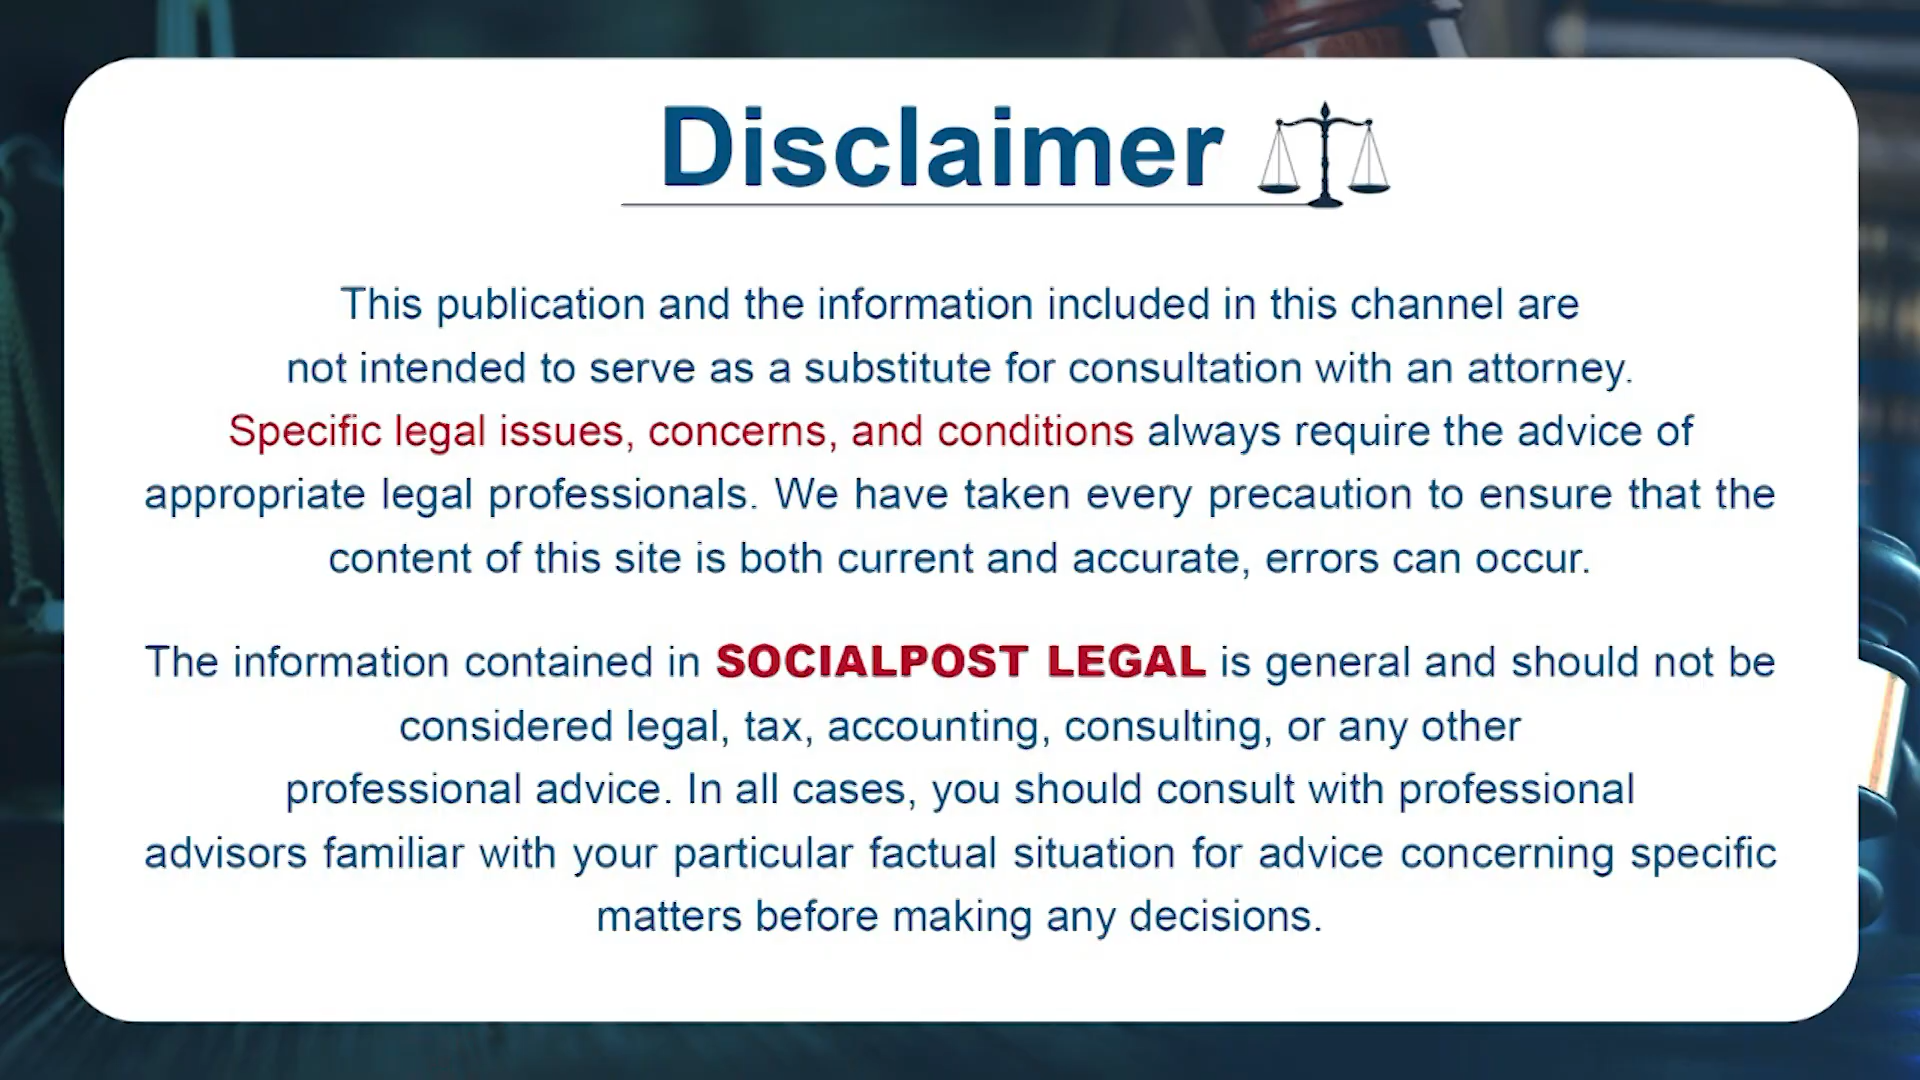 Disclaimer
This publication and the information included in this channel are
not intended to serve as a substitute for consultation with an attorney.
Specific legal issues, concerns, and conditions always require the advice of
appropriate legal professionals. We have taken every precaution to ensure that the
content of this site is both current and accurate, errors can occur.
The information contained in SOCIALPOST LEGAL is general and should not be
considered legal, tax, accounting, consulting, or any other
professional advice. In all cases, you should consult with professional
advisors familiar with your particular factual situation for advice concerning specific
matters before making any decisions.